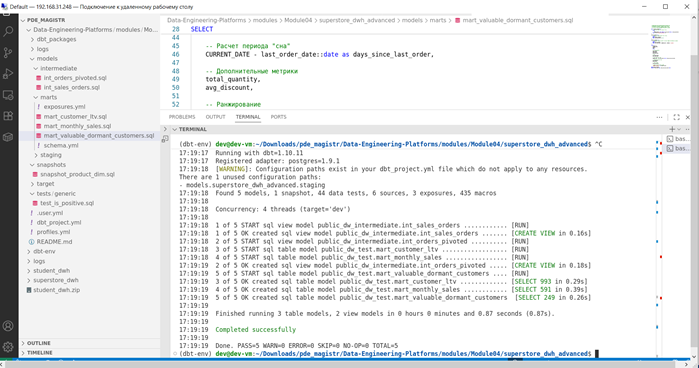 Default — 192.168.31.248 — Подключение к удаленному рабочему столу
EXPLORER
PDE_MAGISTR
Data-Engineering-Platforms / modules / Mo...
dbt_packages
logs
models
intermediate
int_orders_pivoted.sql
int_sales_orders.sql
marts
exposures.yml
mart_customer_ltv.sql
mart_monthly_sales.sql
mart_valuable_dormant_customers.sql
schema.yml
staging
snapshots
snapshot_product_dim.sql
target
tests / generic
test_is_positive.sql
.user.yml
dbt_project.yml
profiles.yml
README.md
dbt-env
logs
student_dwh
superstore_dwh
student_dwh.zip
OUTLINE
TIMELINE
Data-Engineering-Platforms > modules > Module04 > superstore_dwh_advanced > models > marts > mart_valuable_dormant_customers.sql
28 SELECT
44
45 -- Расчет периода "сна"
46 CURRENT_DATE - last_order_date::date as days_since_last_order,
47
48 -- Дополнительные метрики
49 total_quantity,
50 avg_discount,
51
52 -- Ранжирование
PROBLEMS OUTPUT TERMINAL PORTS
TERMINAL
(dbt-env) dev@dev-vm:~/Downloads/pde_magistr/Data-Engineering-Platforms/modules/Module04/superstore_dwh_advanced$ ^C
17:19:17 Running with dbt=1.10.11
17:19:18 Registered adapter: postgres=1.9.1
17:19:18 [WARNING]: Configuration paths exist in your dbt_project.yml file which do not apply to any resources.
There are 1 unused configuration paths:
- models.superstore_dwh_advanced.staging
17:19:18 Found 5 models, 1 snapshot, 44 data tests, 6 sources, 3 exposures, 435 macros
17:19:18
17:19:18 Concurrency: 4 threads (target='dev')
17:19:18
17:19:18 1 of 5 START sql view model public_dw_intermediate.int_sales_orders ............ [RUN]
17:19:18 1 of 5 OK created sql view model public_dw_intermediate.int_sales_orders ....... [CREATE VIEW in 0.16s]
17:19:18 2 of 5 START sql view model public_dw_intermediate.int_orders_pivoted .......... [RUN]
17:19:18 3 of 5 START sql table model public_dw_test.mart_customer_ltv .................. [RUN]
17:19:18 4 of 5 START sql table model public_dw_test.mart_monthly_sales ................. [RUN]
17:19:19 2 of 5 OK created sql view model public_dw_intermediate.int_orders_pivoted ..... [CREATE VIEW in 0.18s]
17:19:19 5 of 5 START sql table model public_dw_test.mart_valuable_dormant_customers .... [RUN]
17:19:19 3 of 5 OK created sql table model public_dw_test.mart_customer_ltv ............. [SELECT 993 in 0.29s]
17:19:19 4 of 5 OK created sql table model public_dw_test.mart_monthly_sales ............ [SELECT 591 in 0.39s]
17:19:19 5 of 5 OK created sql table model public_dw_test.mart_valuable_dormant_customers [SELECT 249 in 0.26s]
17:19:19
17:19:19 Finished running 3 table models, 2 view models in 0 hours 0 minutes and 0.87 seconds (0.87s).
17:19:19
17:19:19 Completed successfully
17:19:19
17:19:19 Done. PASS=5 WARN=0 ERROR=0 SKIP=0 NO-OP=0 TOTAL=5
(dbt-env) dev@dev-vm:~/Downloads/pde_magistr/Data-Engineering-Platforms/modules/Module04/superstore_dwh_advanced$
bas...
bas...